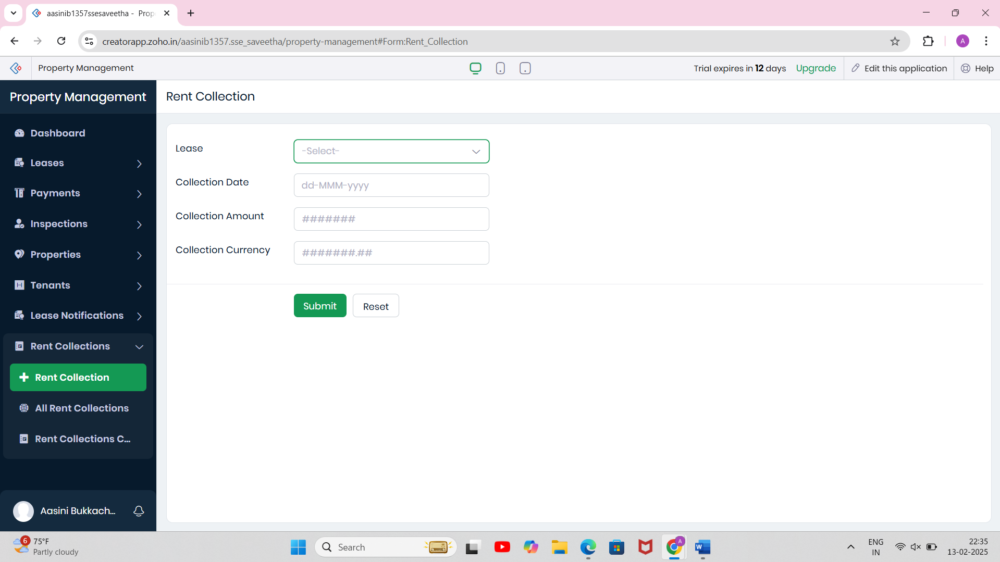 aasinib1357ssesaveetha - Prop
creatorapp.zoho.in/aasinib1357.sse_saveetha/property-management#Form:Rent_Collection
A
Property Management
Trial expires in 12 days
Upgrade
Edit this application
Help
Property Management
Dashboard
Leases
Payments
Inspections
Properties
Tenants
Lease Notifications
Rent Collections
Rent Collection
All Rent Collections
Rent Collections C...
Aasini Bukkach...
Rent Collection
Lease
-Select-
Collection Date
dd-MMM-yyyy
Collection Amount
#######
Collection Currency
#######.##
Submit
Reset
6
75°F
Partly cloudy
Search
A
W
ENG
IN
22:35
13-02-2025